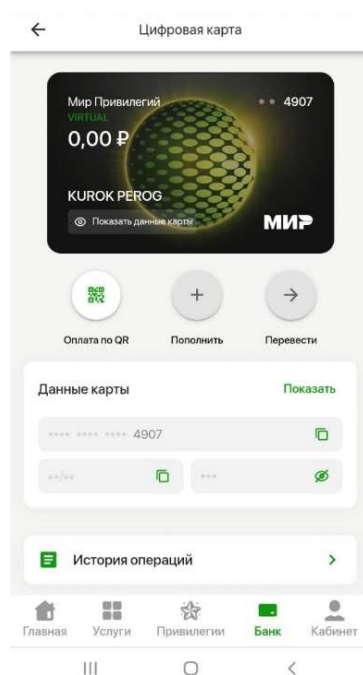 Цифровая карта
Мир Привилегий •• 4907
VIRTUAL
0,00 ₽
KUROK PEROG
Показать данные карты
МИР
Оплата по QR Пополнить Перевести
Данные карты Показать
•••• •••• •••• 4907
••/•• •••
История операций
Главная Услуги Привилегии Банк Кабинет